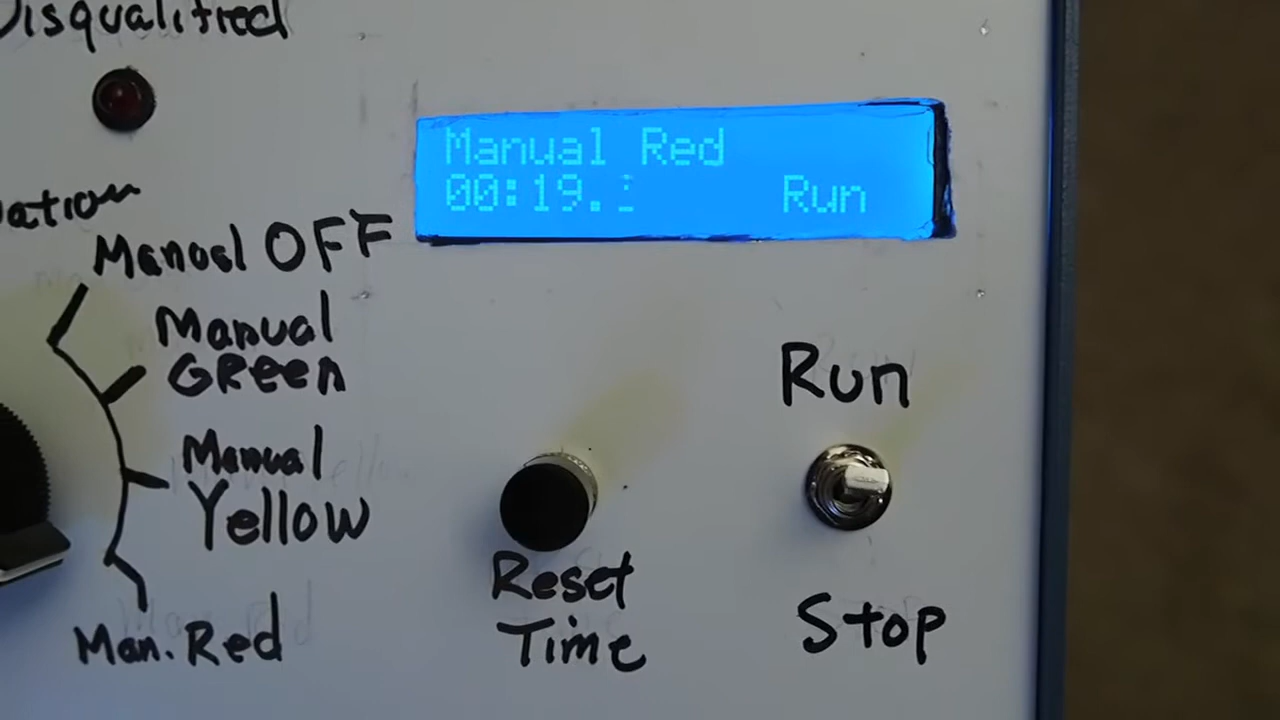 Disqualified
Manual Red
00:19.
Run
Manual OFF
Manual
GReen
Manual
Yellow
Man. Red
Reset
Time
Run
Stop